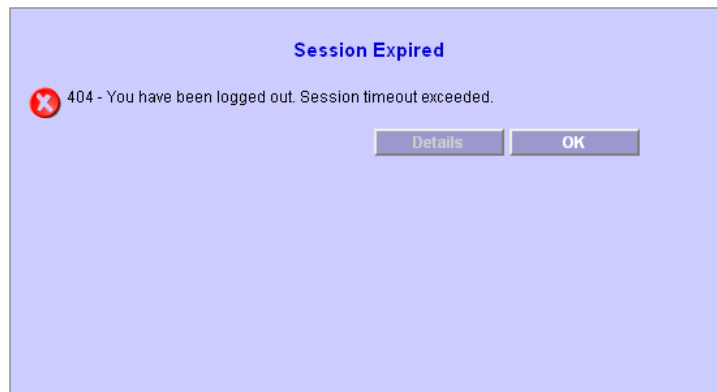 Session Expired
404 - You have been logged out. Session timeout exceeded.
Details OK